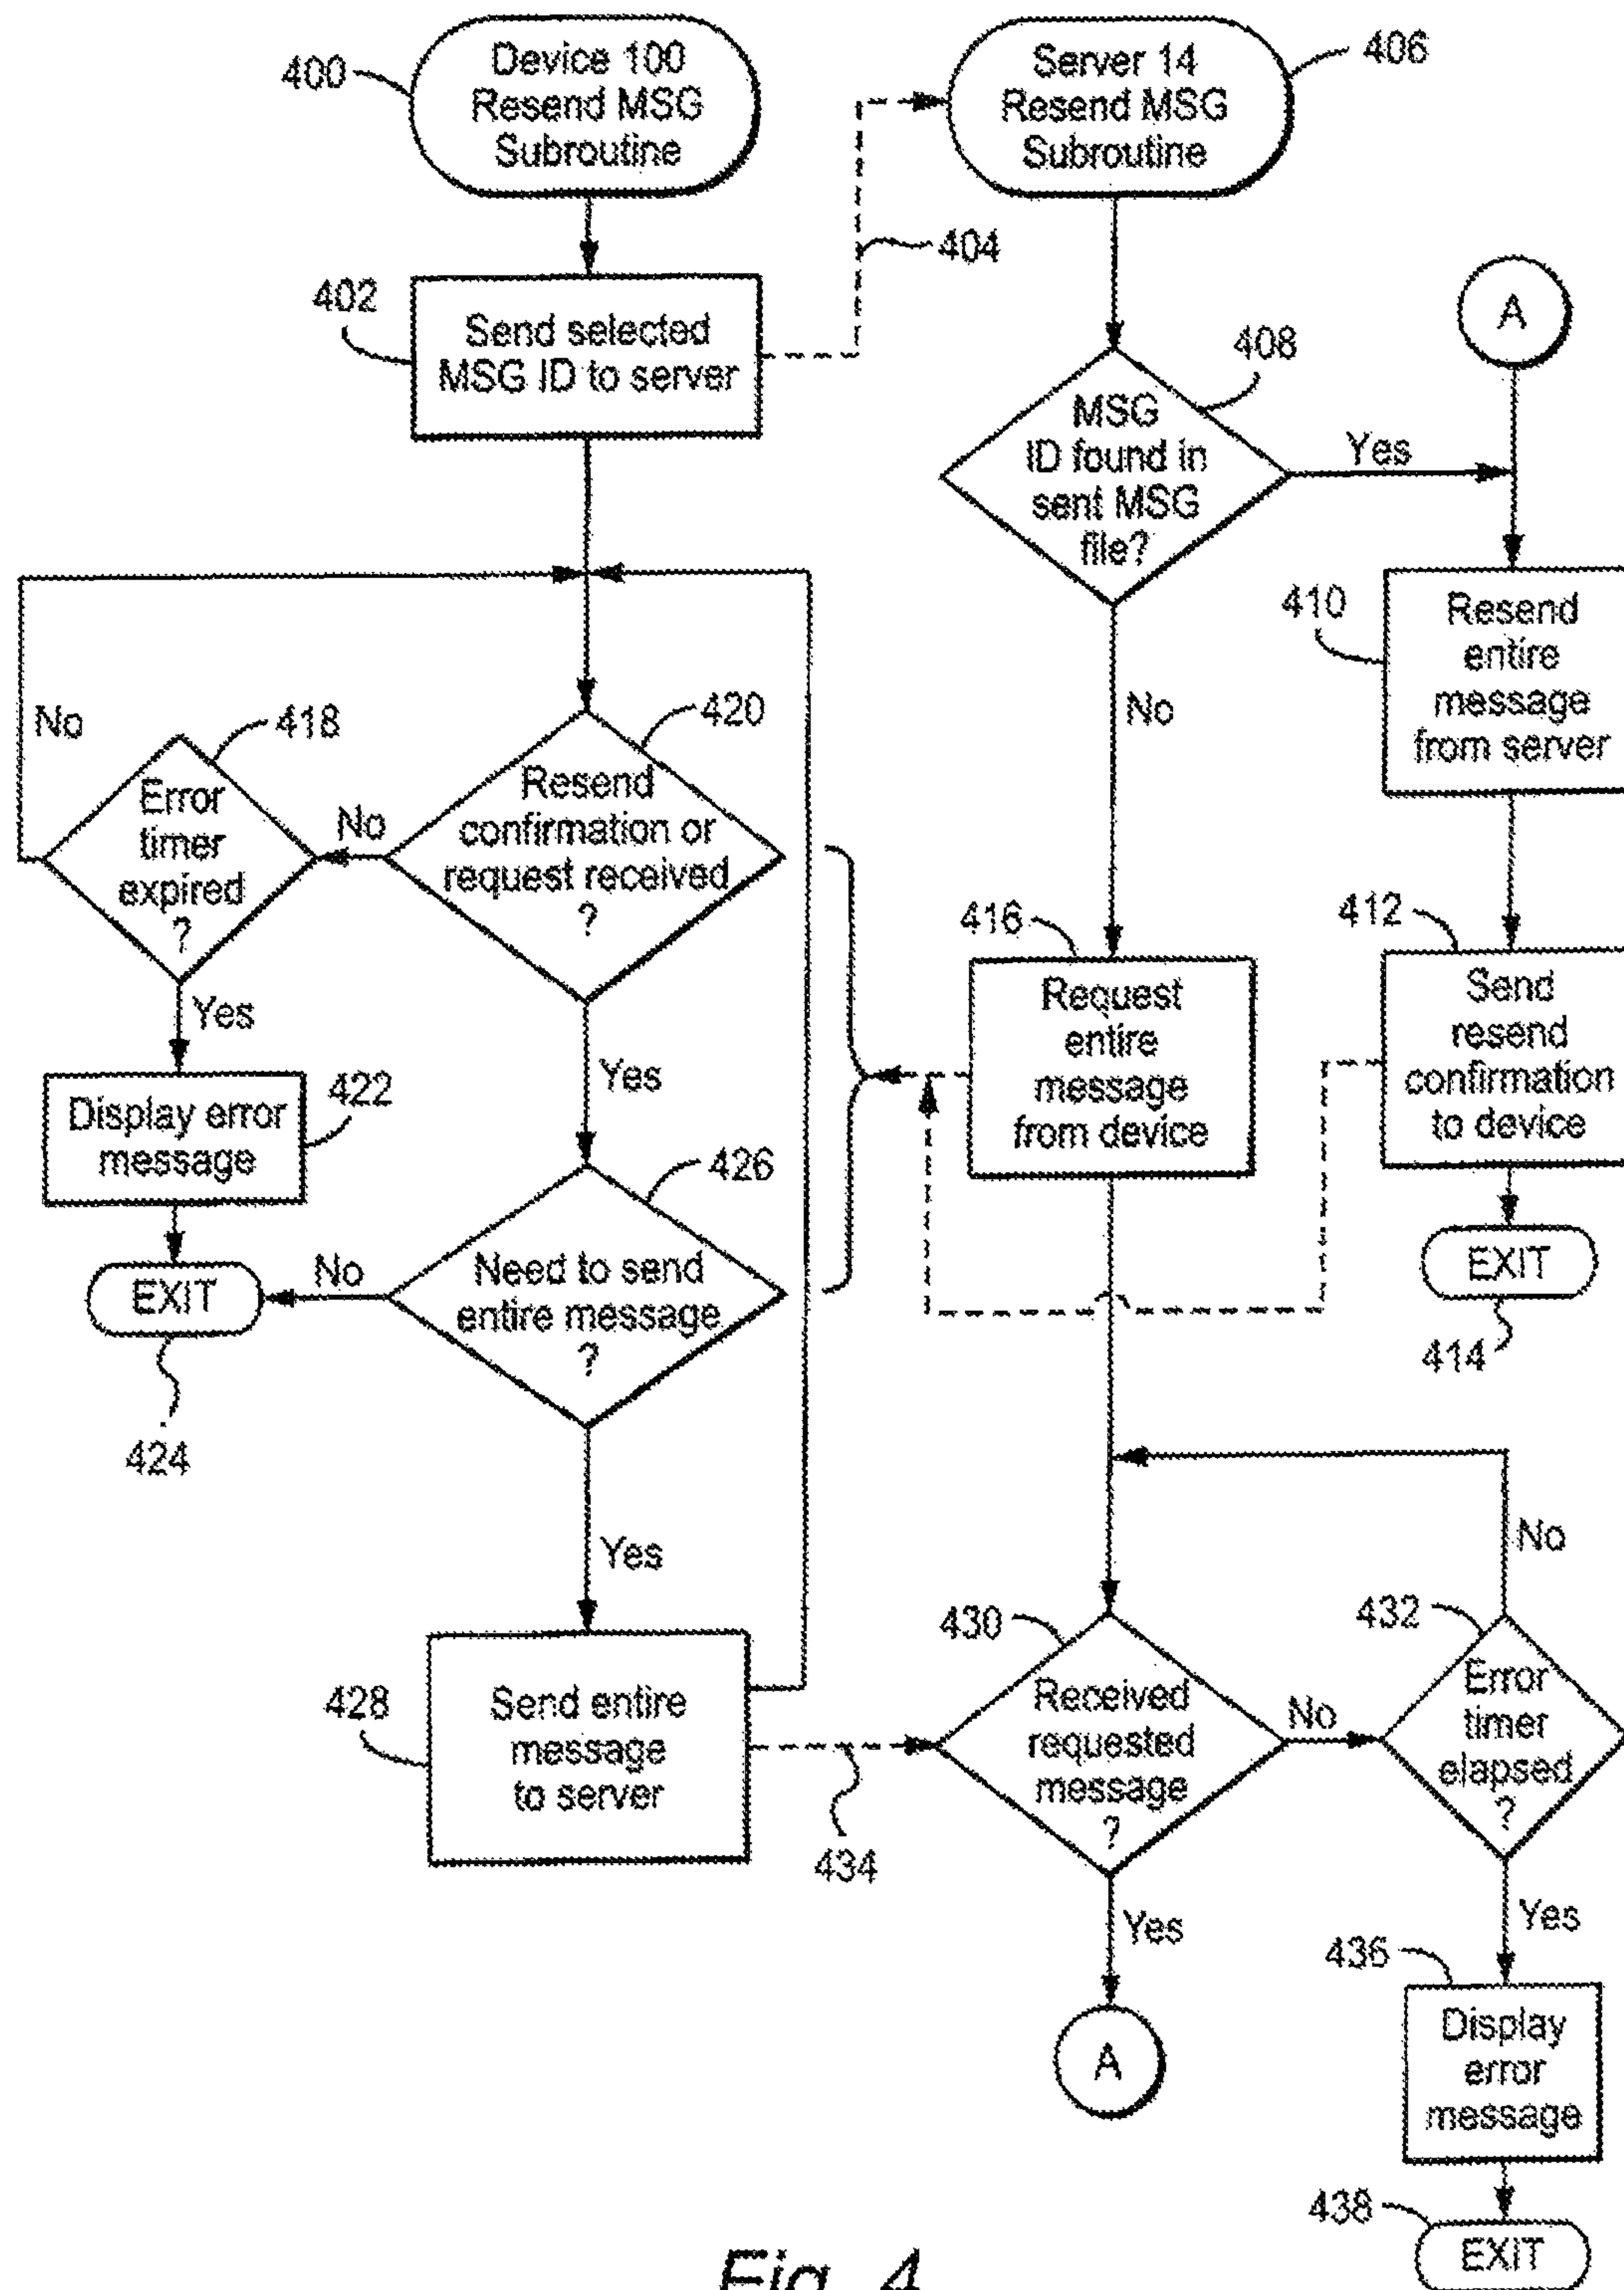 400
Device 100
Resend MSG
Subroutine
Server 14
Resend MSG
Subroutine
406
404
402
Send selected
MSG ID to server
A
408
MSG
ID found in
sent MSG
file?
Yes
No
410
Resend
entire
message
from server
No
418
Error
timer
expired
?
No
420
Resend
confirmation or
request received
?
Yes
Yes
416
Request
entire
message
from device
412
Send
resend
confirmation
to device
422
Display error
message
EXIT
424
No
426
Need to send
entire message
?
EXIT
414
Yes
No
428
Send entire
message
to server
434
430
Received
requested
message
?
No
432
Error
timer
elapsed
?
Yes
Yes
A
436
Display
error
message
438
EXIT
Fig. 4